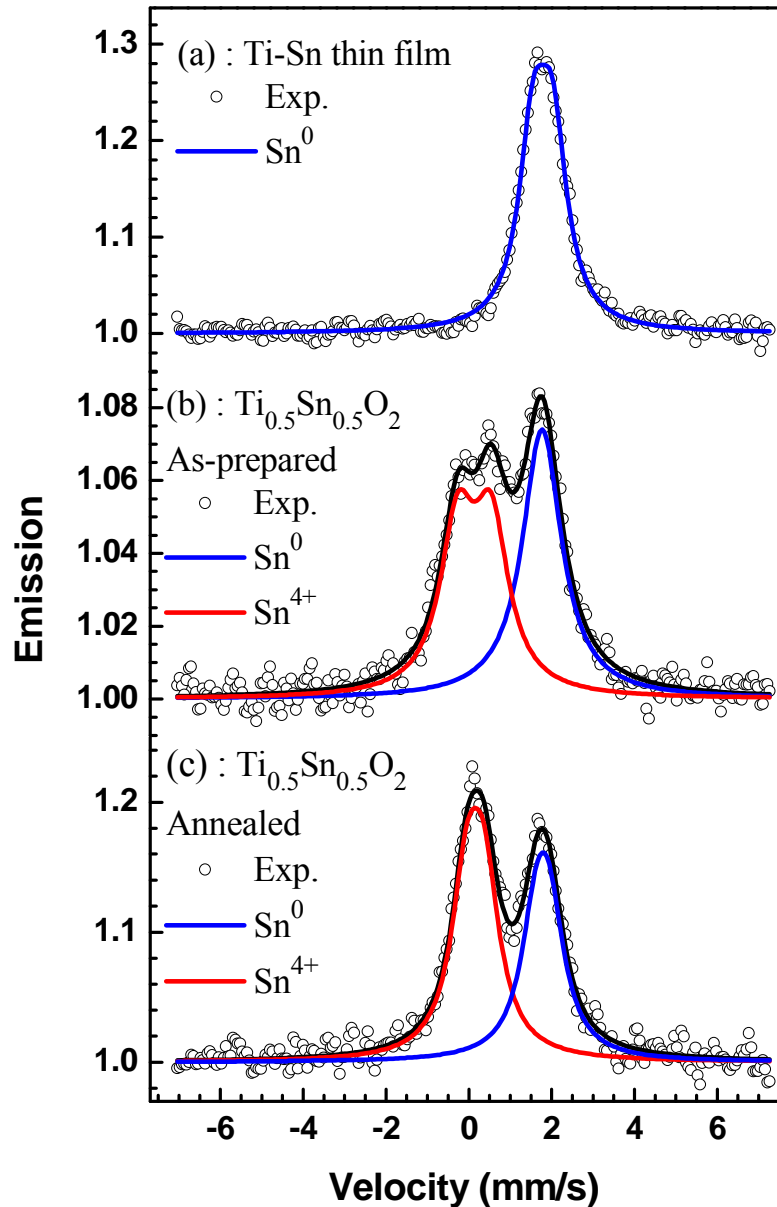 (a) : Ti-Sn thin film
Exp.
Sn0
1.3
1.2
1.1
1.0
(b) : Ti0.5Sn0.5O2
As-prepared
Exp.
Sn0
Sn4+
1.08
1.06
1.04
1.02
1.00
(c) : Ti0.5Sn0.5O2
Annealed
Exp.
Sn0
Sn4+
1.2
1.1
1.0
Emission
-6 -4 -2 0 2 4 6
Velocity (mm/s)